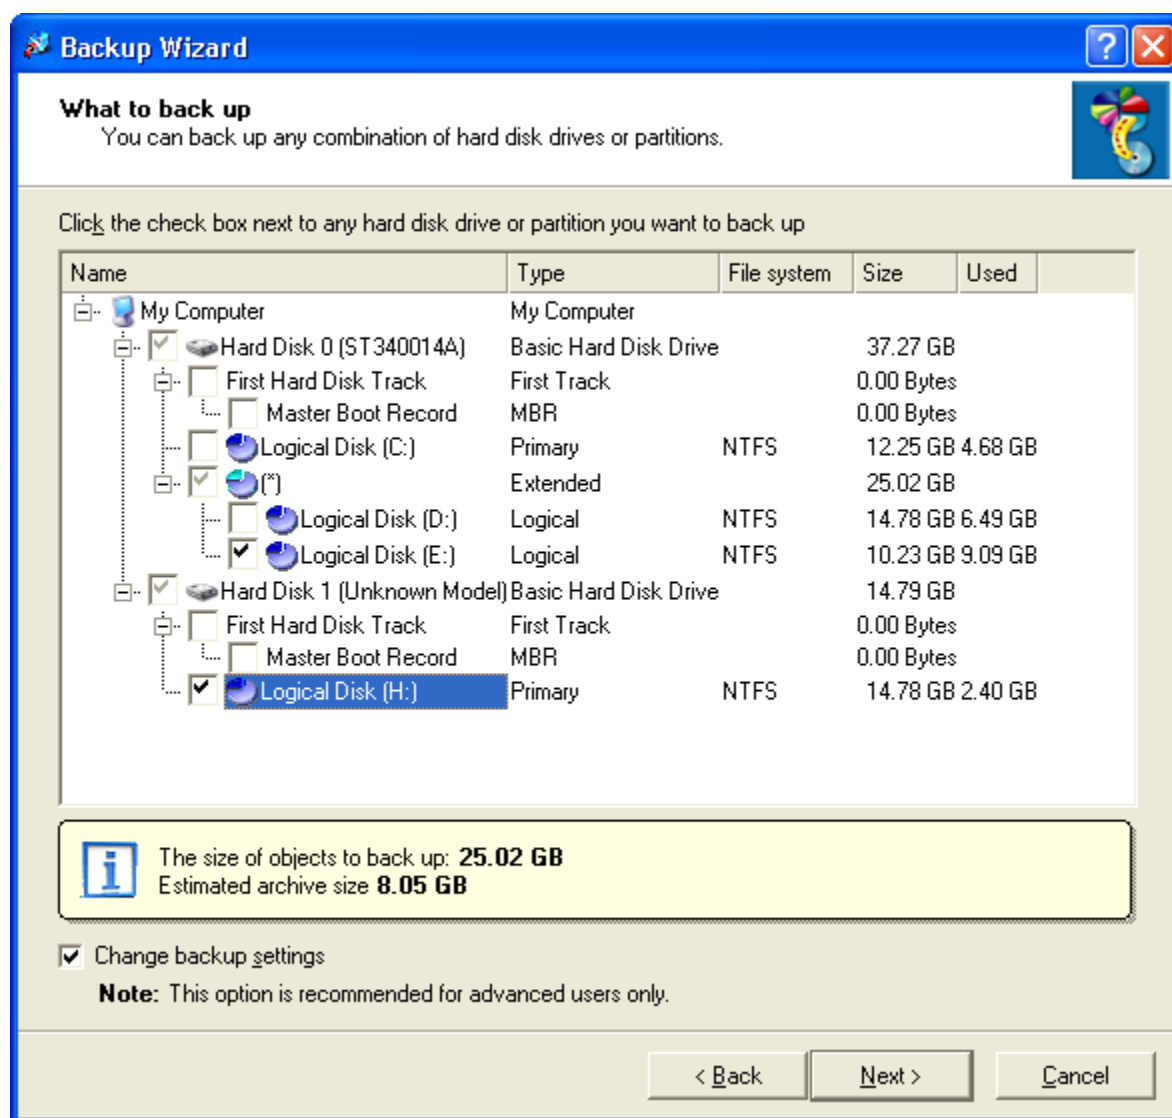 Backup Wizard
What to back up
You can back up any combination of hard disk drives or partitions.
Click the check box next to any hard disk drive or partition you want to back up
Name Type File system Size Used
My Computer My Computer
Hard Disk 0 (ST340014A) Basic Hard Disk Drive 37.27 GB
First Hard Disk Track First Track 0.00 Bytes
Master Boot Record MBR 0.00 Bytes
Logical Disk (C:) Primary NTFS 12.25 GB 4.68 GB
(*) Extended 25.02 GB
Logical Disk (D:) Logical NTFS 14.78 GB 6.49 GB
Logical Disk (E:) Logical NTFS 10.23 GB 9.09 GB
Hard Disk 1 (Unknown Model) Basic Hard Disk Drive 14.79 GB
First Hard Disk Track First Track 0.00 Bytes
Master Boot Record MBR 0.00 Bytes
Logical Disk (H:) Primary NTFS 14.78 GB 2.40 GB
The size of objects to back up: 25.02 GB
Estimated archive size 8.05 GB
Change backup settings
Note: This option is recommended for advanced users only.
< Back Next > Cancel